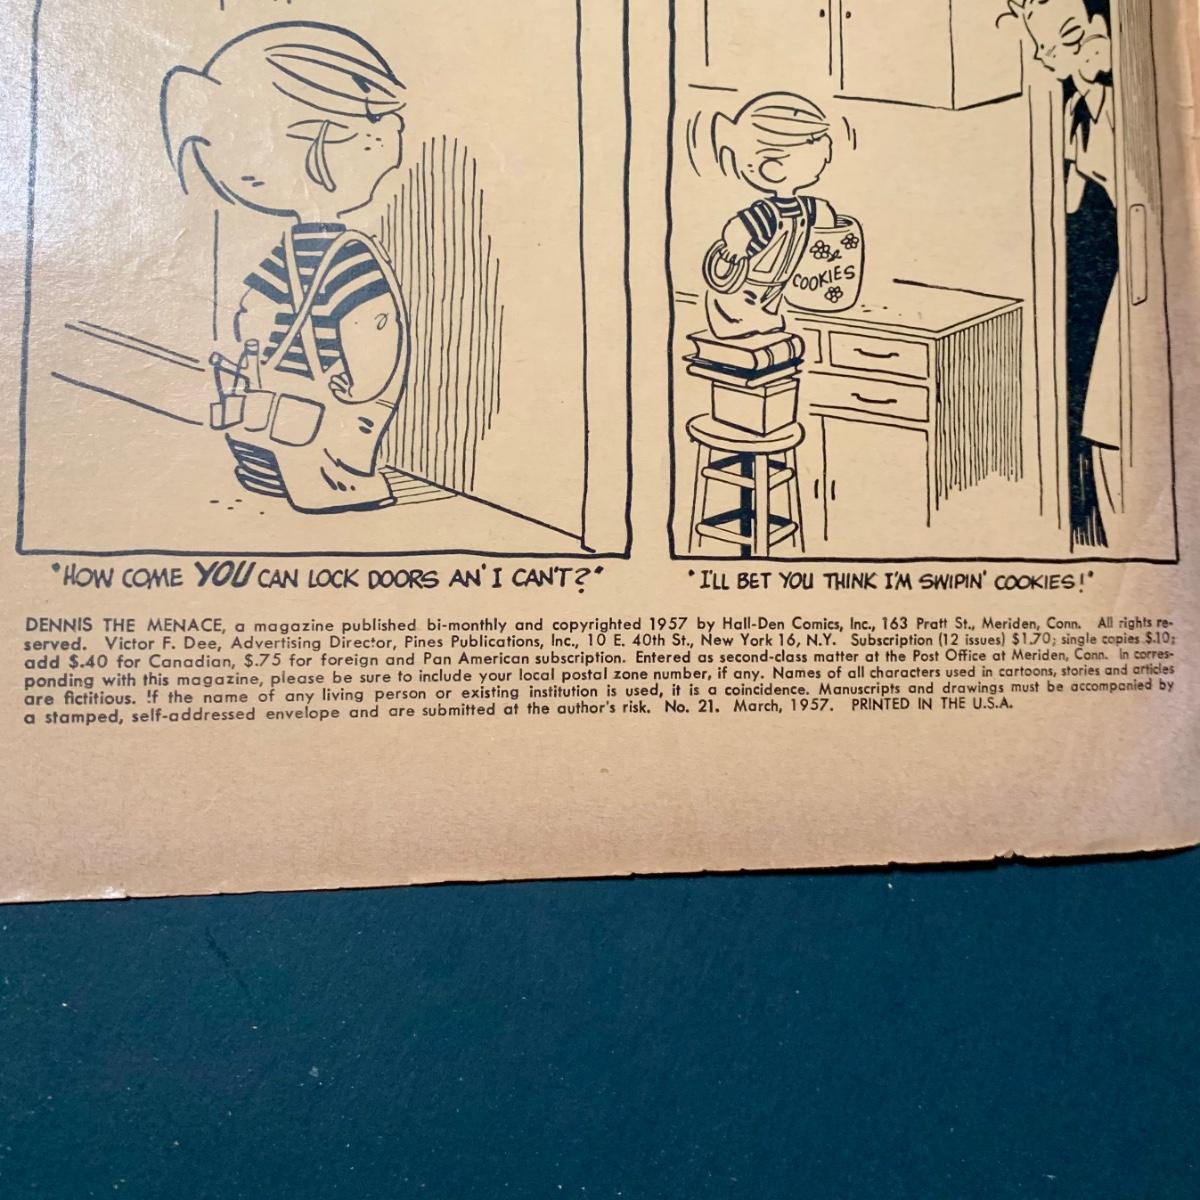 COOKIES
"HOW COME YOU CAN LOCK DOORS AN' I CAN'T?"
"I'LL BET YOU THINK I'M SWIPIN' COOKIES!"
DENNIS THE MENACE, a magazine published bi-monthly and copyrighted 1957 by Hall-Den Comics, Inc., 163 Pratt St., Meriden, Conn. All rights re-
served. Victor F. Dee, Advertising Director, Pines Publications, Inc., 10 E. 40th St., New York 16, N.Y. Subscription (12 issues) $1.70; single copies $.10;
add $.40 for Canadian, $.75 for foreign and Pan American subscription. Entered as second-class matter at the Post Office at Meriden, Conn. In corres-
ponding with this magazine, please be sure to include your local postal zone number, if any. Names of all characters used in cartoons, stories and articles
are fictitious. If the name of any living person or existing institution is used, it is a coincidence. Manuscripts and drawings must be accompanied by
a stamped, self-addressed envelope and are submitted at the author's risk. No. 21. March, 1957. PRINTED IN THE U.S.A.